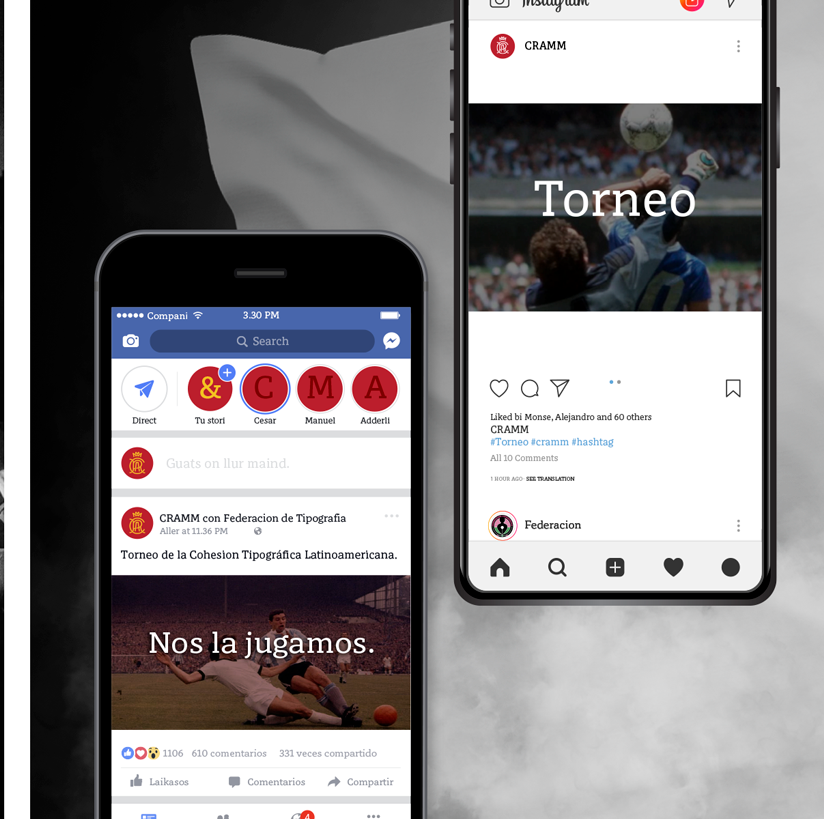 Compani
3.30 PM
Search
Direct
Tu stori
C
Cesar
M
Manuel
A
Adderli
&
Guats on llur maind.
CRAMM con Federacion de Tipografia
Aller at 11.36 PM
Torneo de la Cohesion Tipográfica Latinoamericana.
Nos la jugamos.
1106 610 comentarios 331 veces compartido
Laikasos
Comentarios
Compartir
4
Instagram
CRAMM
Torneo
Liked bi Monse, Alejandro and 60 others
CRAMM
#Torneo #cramm #hashtag
All 10 Comments
1 HOUR AGO · SEE TRANSLATION
Federacion